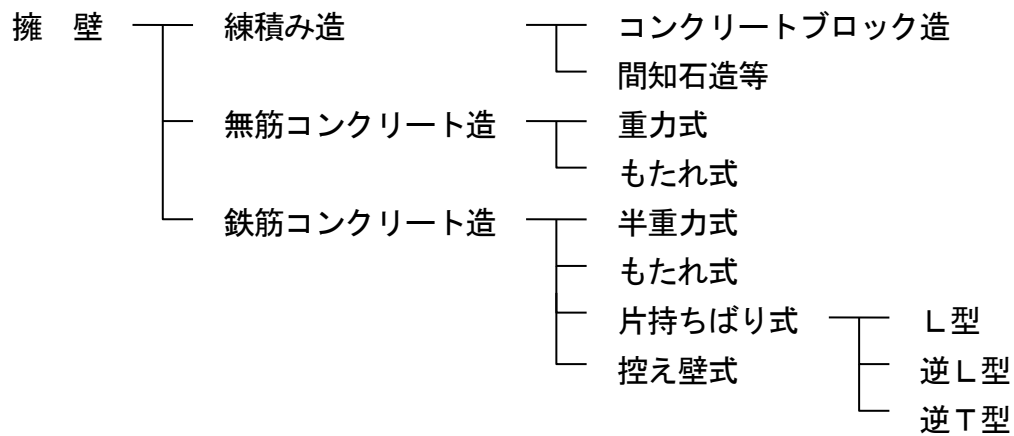 擁　壁　練積み造　コンクリートブロック造
間知石造等
無筋コンクリート造　重力式
もたれ式
鉄筋コンクリート造　半重力式
もたれ式
片持ちばり式　Ｌ型
控え壁式　逆Ｌ型
逆Ｔ型